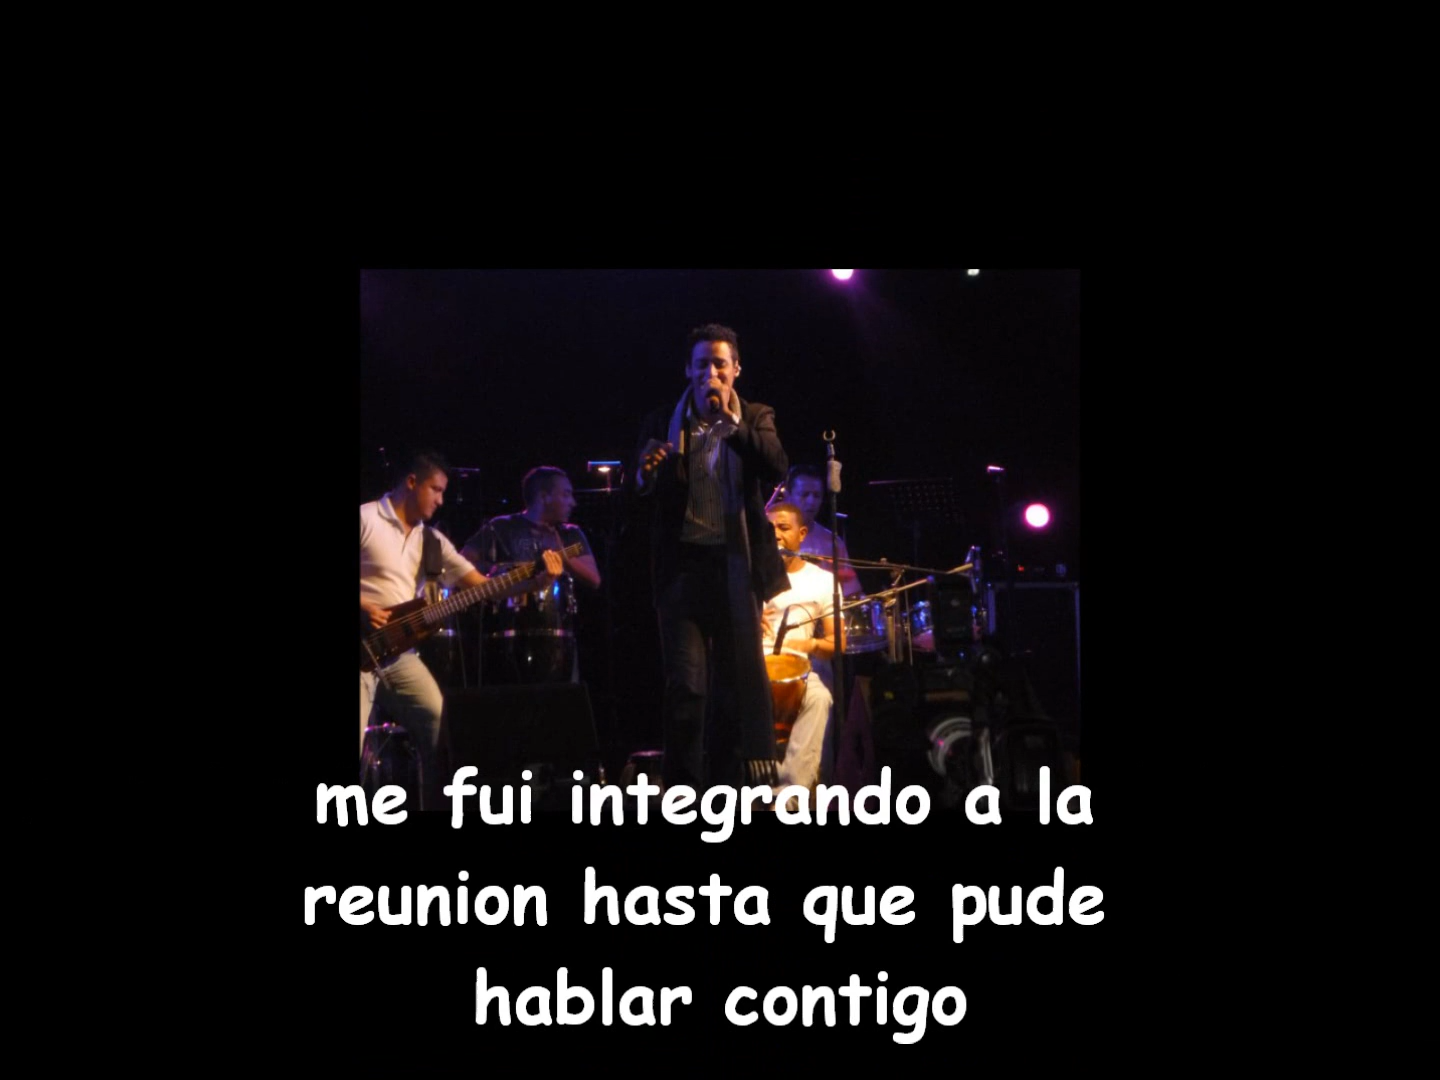 me fui integrando a la
reunion hasta que pude
hablar contigo